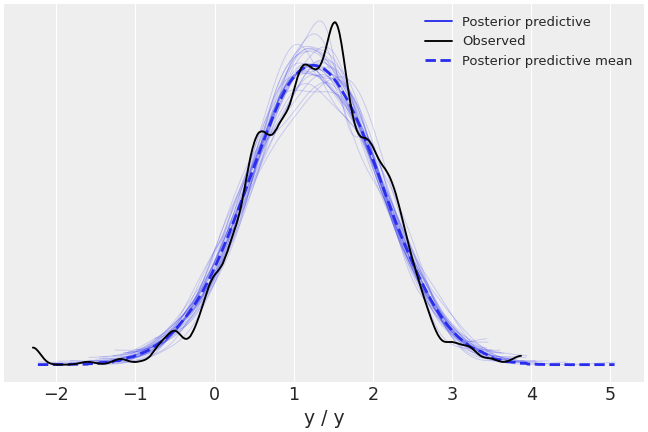 Posterior predictive
Observed
Posterior predictive mean
−2 −1 0 1 2 3 4 5
y / y